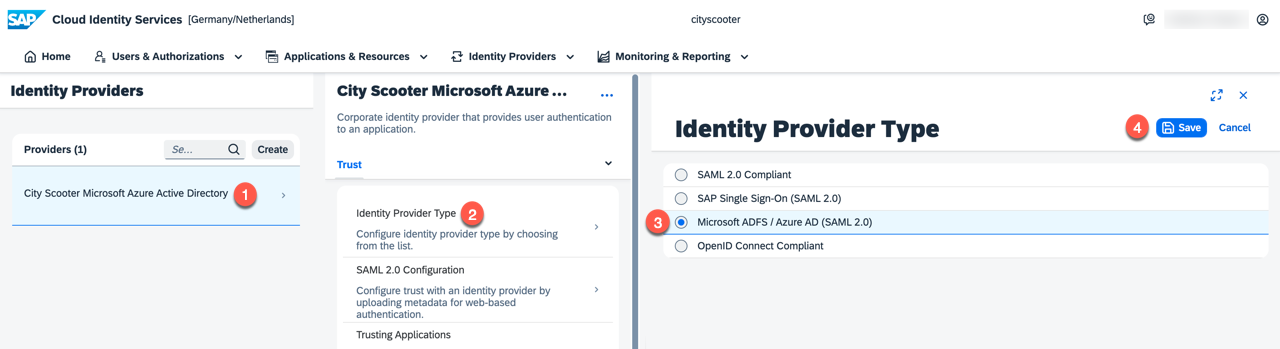 SAP Cloud Identity Services [Germany/Netherlands]
cityscooter
Home Users & Authorizations Applications & Resources Identity Providers Monitoring & Reporting
Identity Providers
Providers (1) Se... Create
City Scooter Microsoft Azure Active Directory 1
City Scooter Microsoft Azure ... ...
Corporate identity provider that provides user authentication
to an application.
Trust
Identity Provider Type 2
Configure identity provider type by choosing
from the list.
SAML 2.0 Configuration
Configure trust with an identity provider by
uploading metadata for web-based
authentication.
Trusting Applications
Identity Provider Type
4 Save Cancel
SAML 2.0 Compliant
SAP Single Sign-On (SAML 2.0)
3 Microsoft ADFS / Azure AD (SAML 2.0)
OpenID Connect Compliant